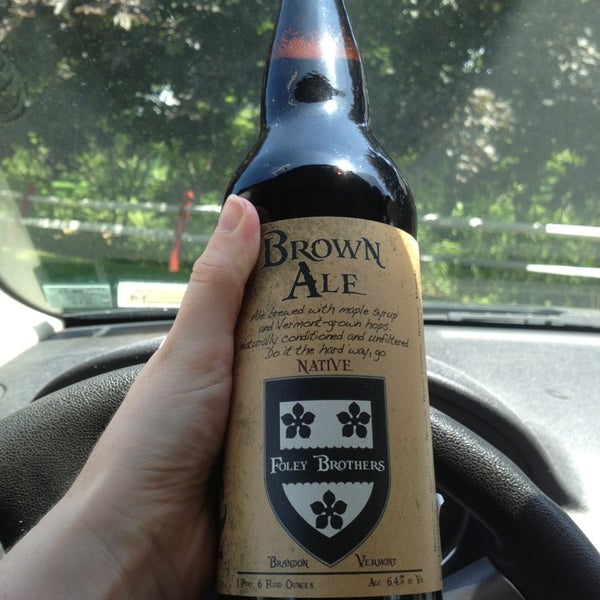 BROWN
ALE
Ale brewed with maple syrup
and Vermont-grown hops.
Naturally conditioned and unfiltered.
Do it the hard way, go
NATIVE
FOLEY BROTHERS
BRANDON VERMONT
1 PINT 6 FLUID OUNCES ALC 6.4% BY VOL